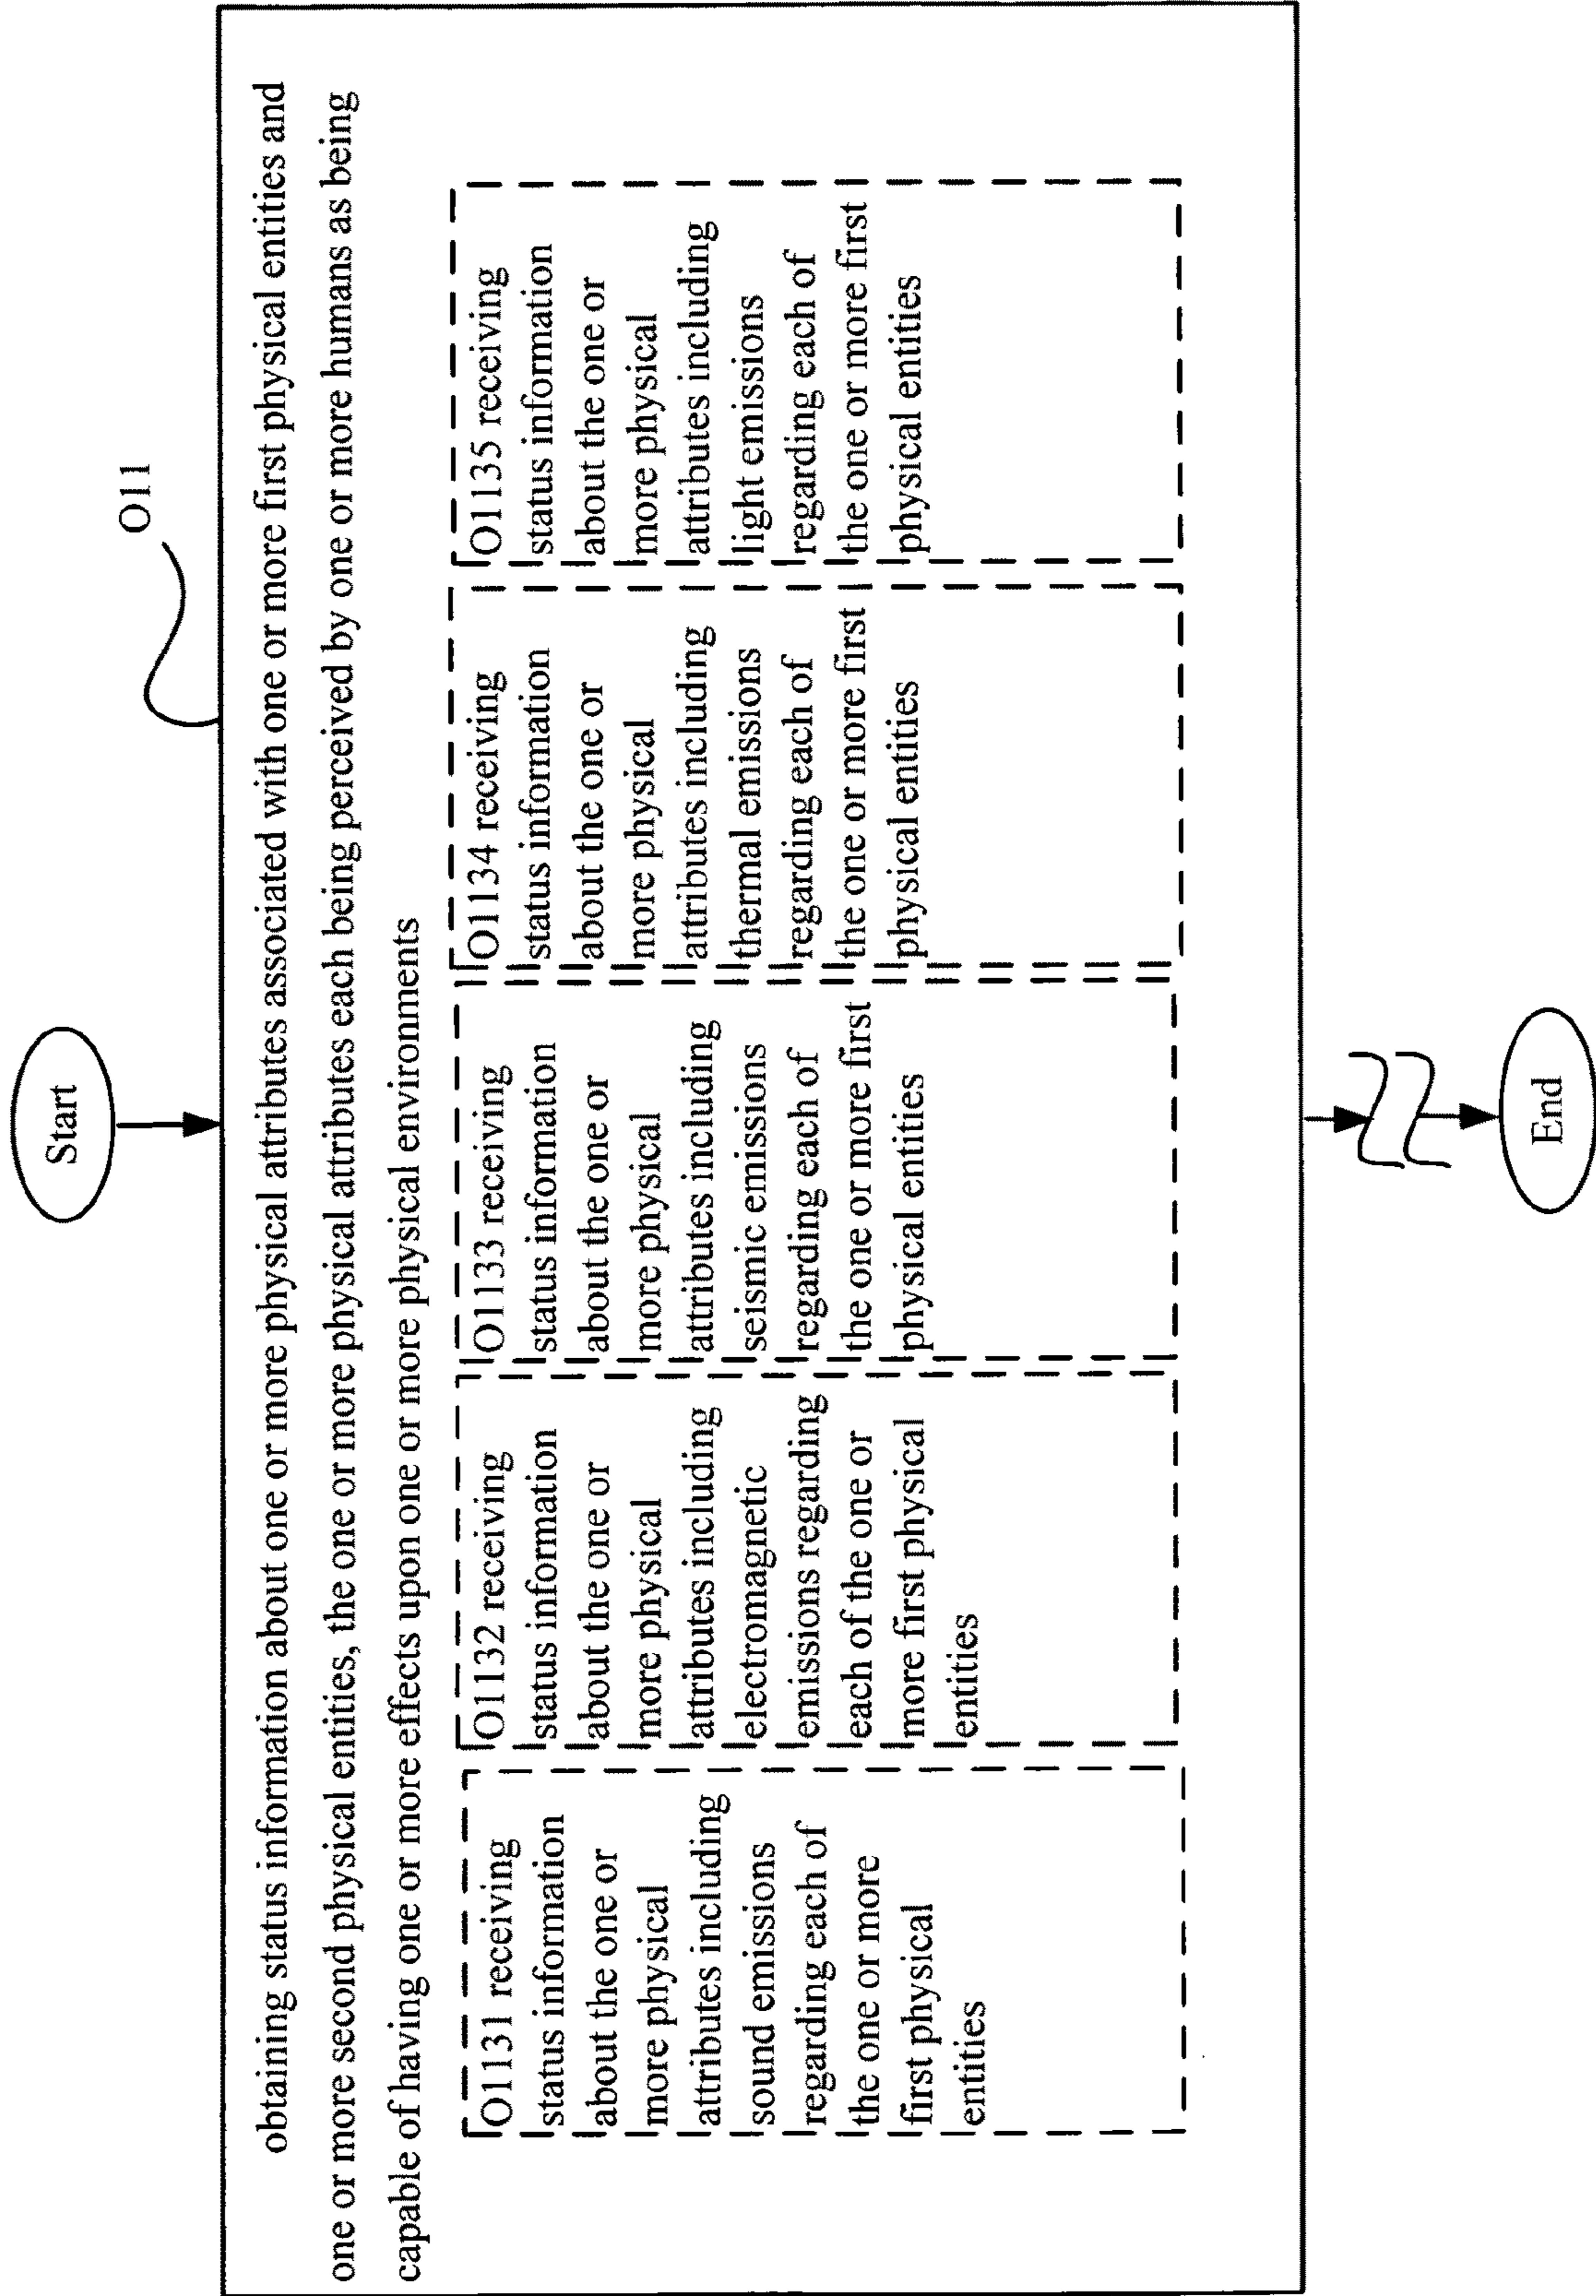 Start
O11
obtaining status information about one or more physical attributes associated with one or more first physical entities and
one or more second physical entities, the one or more physical attributes each being perceived by one or more humans as being
capable of having one or more effects upon one or more physical environments
O1131 receiving
status information
about the one or
more physical
attributes including
sound emissions
regarding each of
the one or more
first physical
entities
O1132 receiving
status information
about the one or
more physical
attributes including
electromagnetic
emissions regarding
each of the one or
more first physical
entities
O1133 receiving
status information
about the one or
more physical
attributes including
seismic emissions
regarding each of
the one or more first
physical entities
O1134 receiving
status information
about the one or
more physical
attributes including
thermal emissions
regarding each of
the one or more first
physical entities
O1135 receiving
status information
about the one or
more physical
attributes including
light emissions
regarding each of
the one or more first
physical entities
End